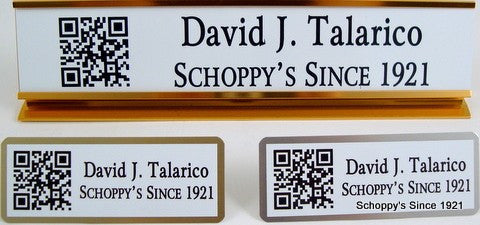 David J. Talarico
SCHOPPY'S SINCE 1921
David J. Talarico
SCHOPPY'S SINCE 1921
David J. Talarico
SCHOPPY'S SINCE 1921
Schoppy's Since 1921